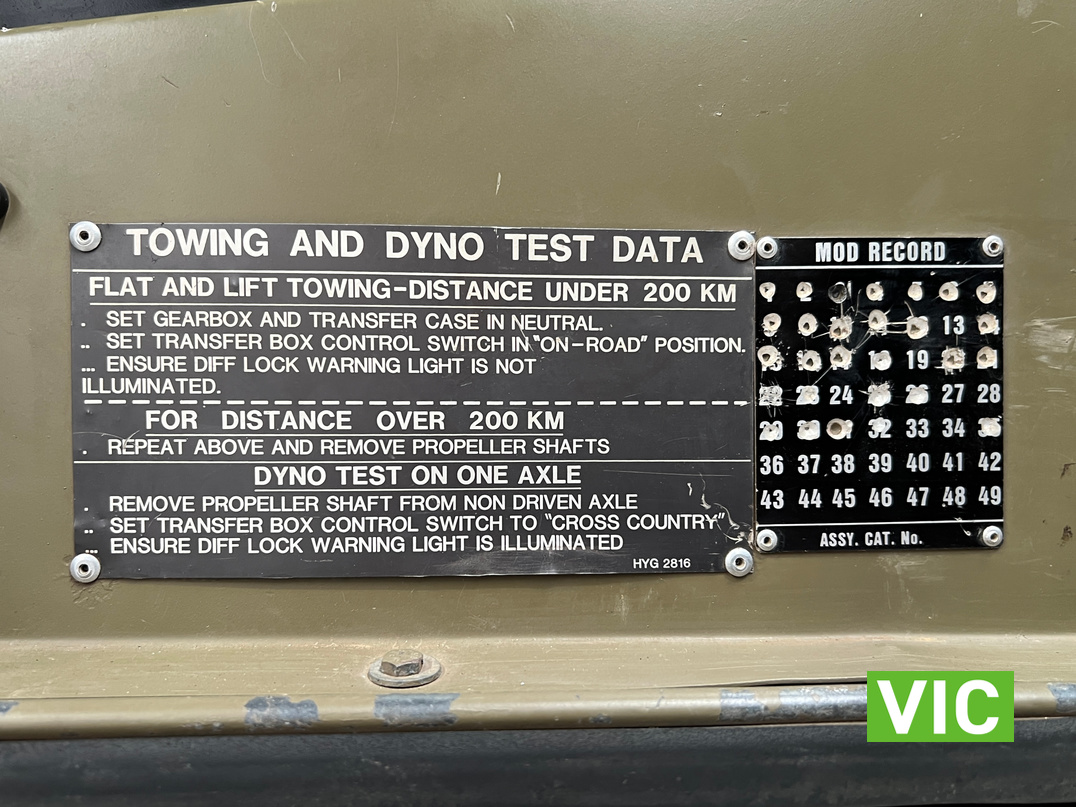 TOWING AND DYNO TEST DATA
FLAT AND LIFT TOWING-DISTANCE UNDER 200 KM
. SET GEARBOX AND TRANSFER CASE IN NEUTRAL.
.. SET TRANSFER BOX CONTROL SWITCH IN "ON-ROAD" POSITION.
... ENSURE DIFF LOCK WARNING LIGHT IS NOT
ILLUMINATED.
FOR DISTANCE OVER 200 KM
. REPEAT ABOVE AND REMOVE PROPELLER SHAFTS
DYNO TEST ON ONE AXLE
. REMOVE PROPELLER SHAFT FROM NON DRIVEN AXLE
.. SET TRANSFER BOX CONTROL SWITCH TO "CROSS COUNTRY"
... ENSURE DIFF LOCK WARNING LIGHT IS ILLUMINATED
HYG 2816
MOD RECORD
13
19
24 27 28
33 34
36 37 38 39 40 41 42
43 44 45 46 47 48 49
ASSY. CAT. No.
VIC